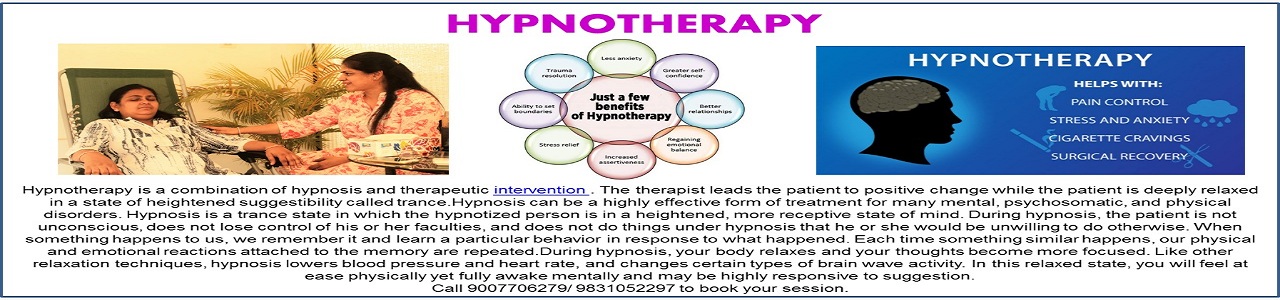 HYPNOTHERAPY
Less anxiety
Greater self-
confidence
Better
relationships
Regaining
emotional
balance
Increased
assertiveness
Stress relief
Ability to set
boundaries
Trauma
resolution
Just a few
benefits
of Hypnotherapy
HYPNOTHERAPY
HELPS WITH:
PAIN CONTROL
STRESS AND ANXIETY
CIGARETTE CRAVINGS
SURGICAL RECOVERY
Hypnotherapy is a combination of hypnosis and therapeutic intervention . The therapist leads the patient to positive change while the patient is deeply relaxed
in a state of heightened suggestibility called trance.Hypnosis can be a highly effective form of treatment for many mental, psychosomatic, and physical
disorders. Hypnosis is a trance state in which the hypnotized person is in a heightened, more receptive state of mind. During hypnosis, the patient is not
unconscious, does not lose control of his or her faculties, and does not do things under hypnosis that he or she would be unwilling to do otherwise. When
something happens to us, we remember it and learn a particular behavior in response to what happened. Each time something similar happens, our physical
and emotional reactions attached to the memory are repeated.During hypnosis, your body relaxes and your thoughts become more focused. Like other
relaxation techniques, hypnosis lowers blood pressure and heart rate, and changes certain types of brain wave activity. In this relaxed state, you will feel at
ease physically yet fully awake mentally and may be highly responsive to suggestion.
Call 9007706279/ 9831052297 to book your session.